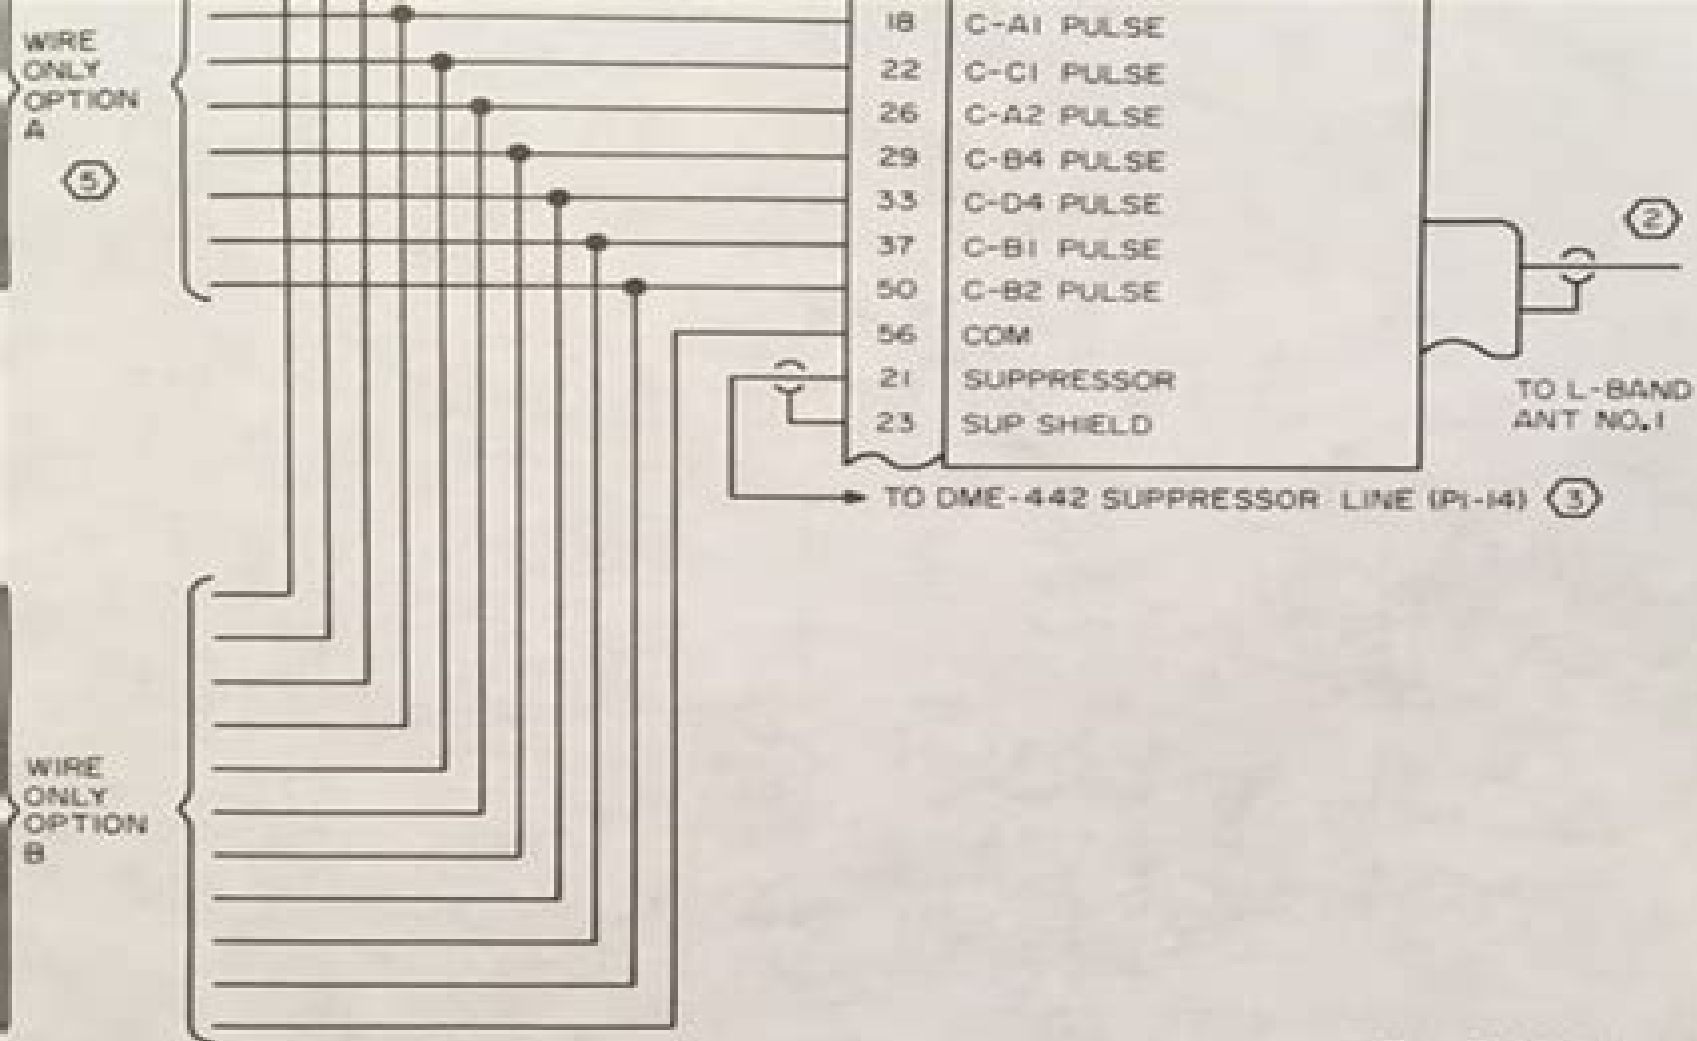 WIRE
ONLY
OPTION
A
5
18 C-A1 PULSE
22 C-C1 PULSE
26 C-A2 PULSE
29 C-B4 PULSE
33 C-D4 PULSE
37 C-B1 PULSE
50 C-B2 PULSE
56 COM
21 SUPPRESSOR
23 SUP SHIELD
2
TO L-BAND
ANT NO.1
TO DME-442 SUPPRESSOR LINE (P1-14) 3
WIRE
ONLY
OPTION
B